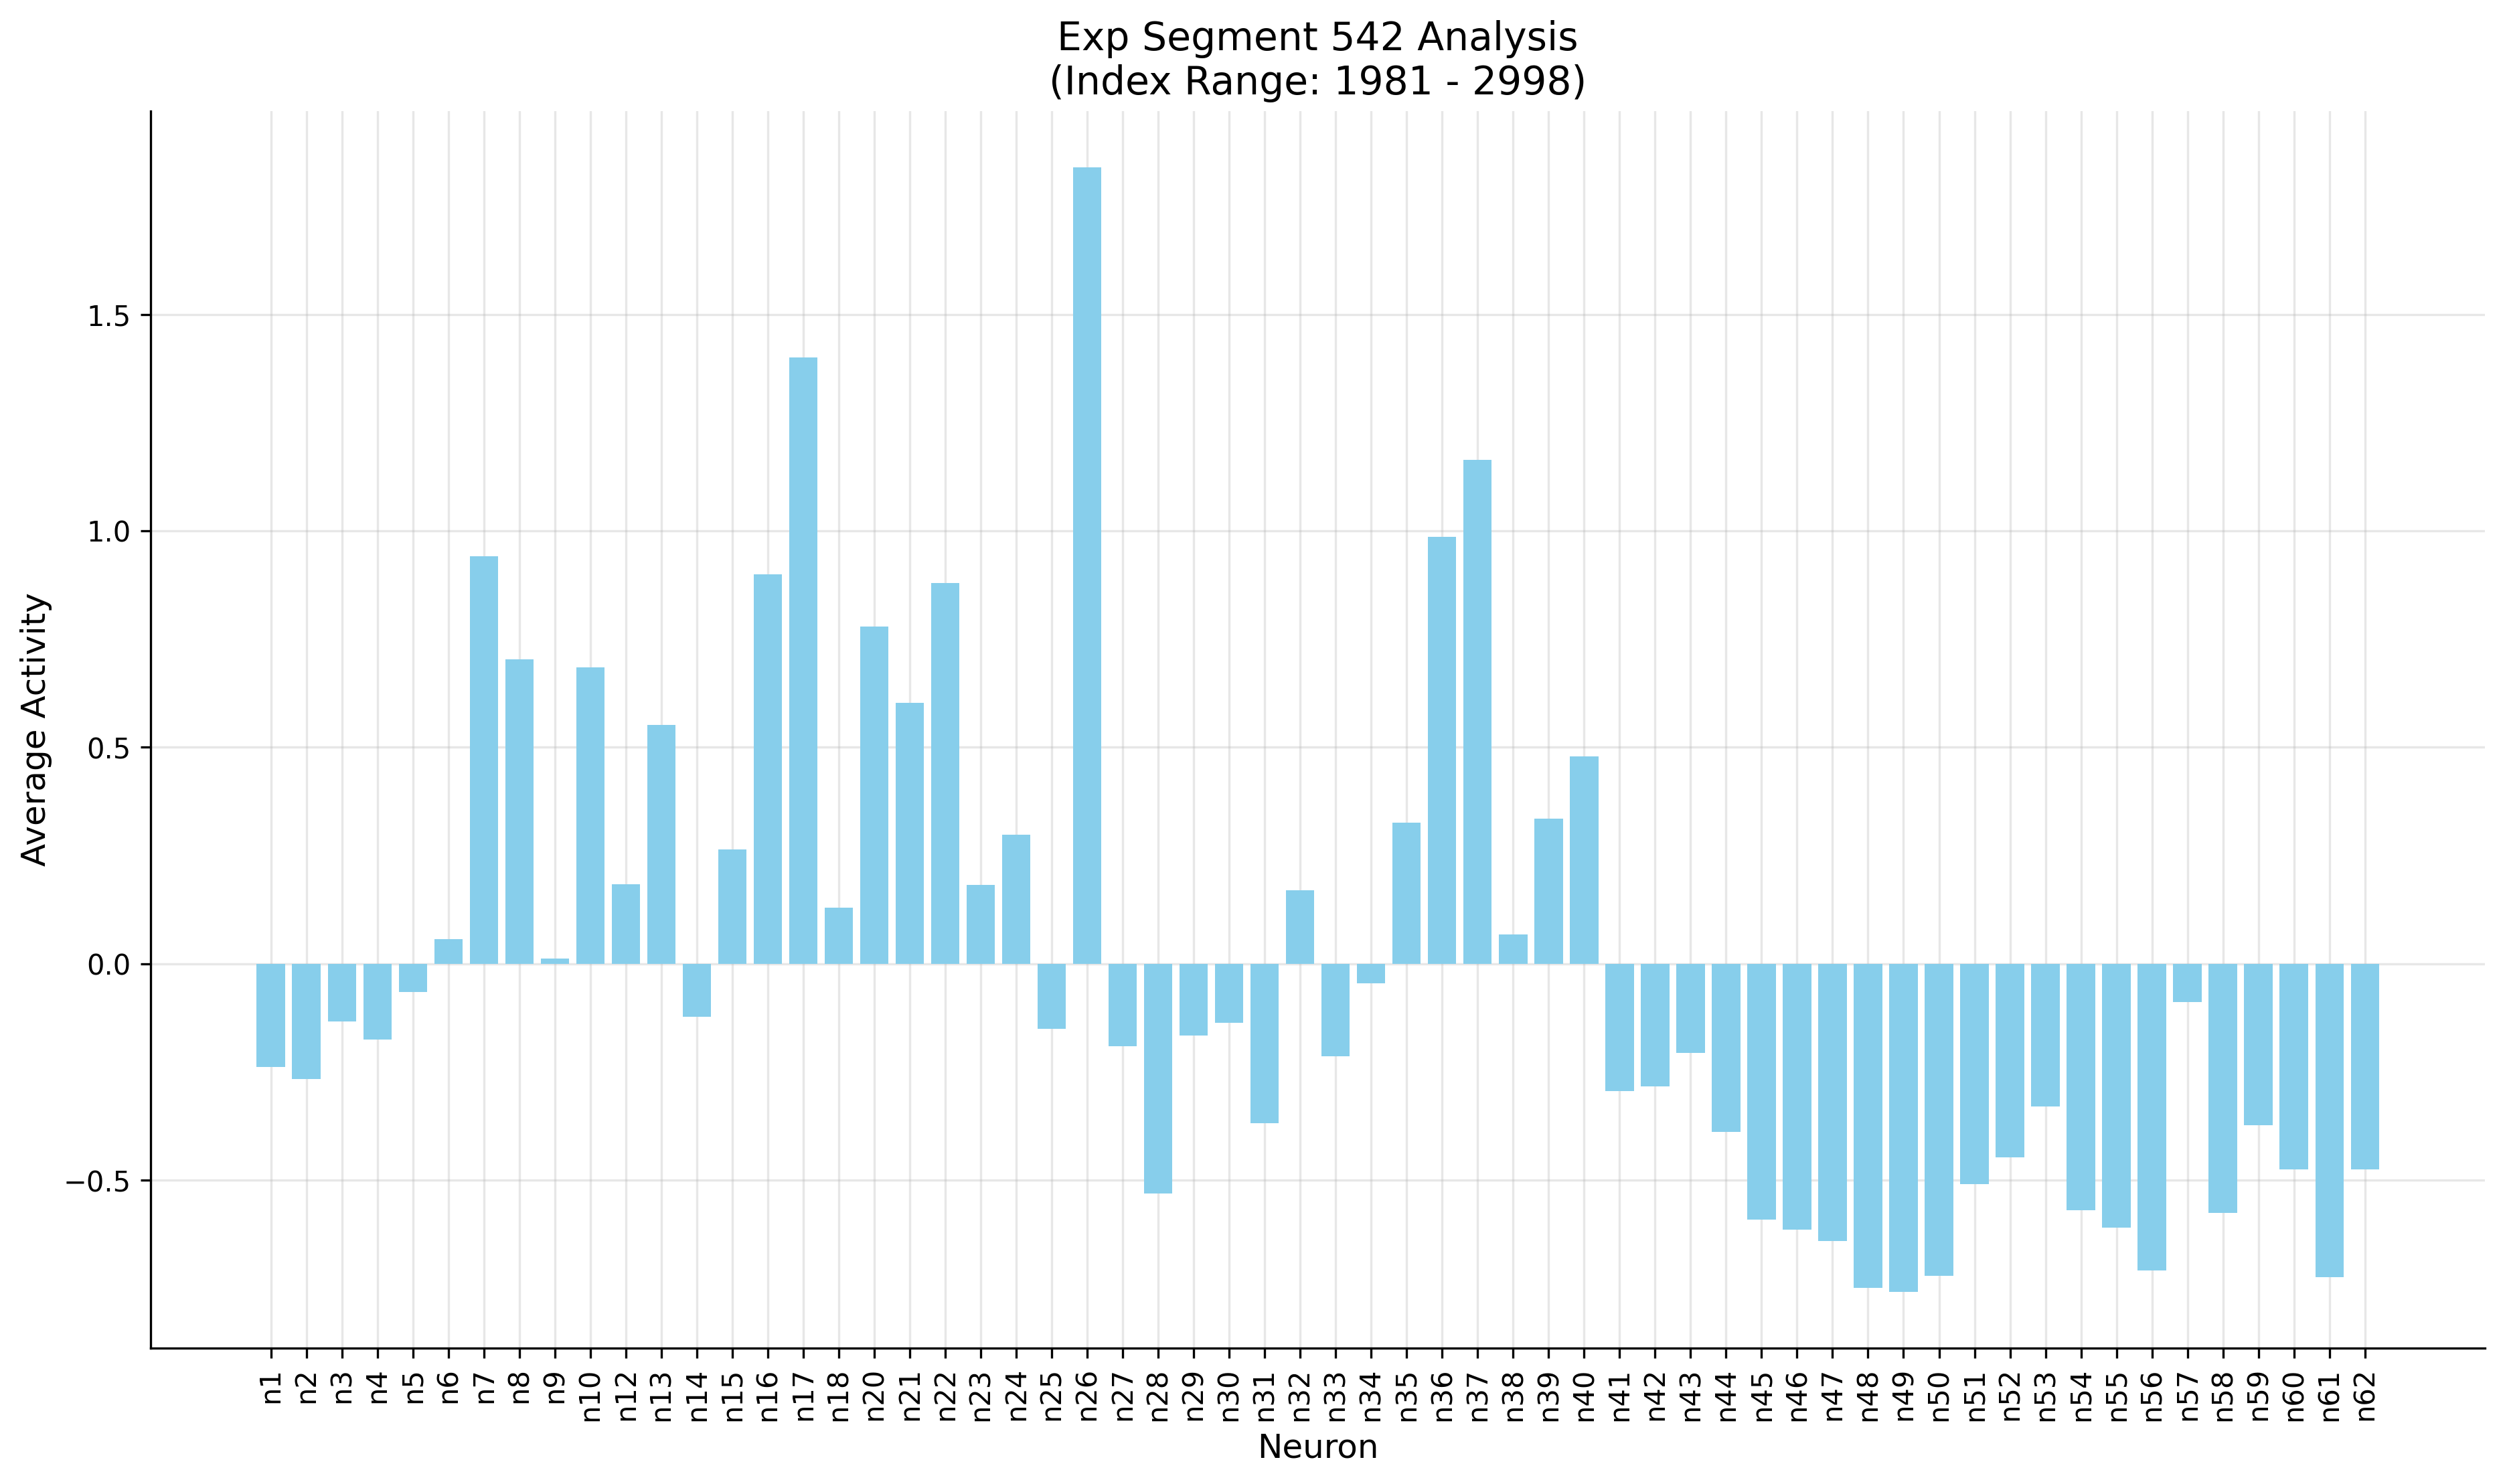 Exp Segment 542 Analysis
(Index Range: 1981 - 2998)
Average Activity
1.5
1.0
0.5
0.0
−0.5
n1 n2 n3 n4 n5 n6 n7 n8 n9 n10 n12 n13 n14 n15 n16 n17 n18 n20 n21 n22 n23 n24 n25 n26 n27 n28 n29 n30 n31 n32 n33 n34 n35 n36 n37 n38 n39 n40 n41 n42 n43 n44 n45 n46 n47 n48 n49 n50 n51 n52 n53 n54 n55 n56 n57 n58 n59 n60 n61 n62
Neuron